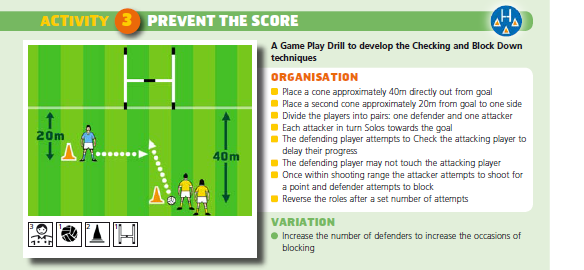 ACTIVITY 3 PREVENT THE SCORE
A Game Play Drill to develop the Checking and Block Down
techniques
ORGANISATION
Place a cone approximately 40m directly out from goal
Place a second cone approximately 20m from goal to one side
Divide the players into pairs: one defender and one attacker
Each attacker in turn Solos towards the goal
The defending player attempts to Check the attacking player to
delay their progress
The defending player may not touch the attacking player
Once within shooting range the attacker attempts to shoot for
a point and defender attempts to block
Reverse the roles after a set number of attempts
VARIATION
Increase the number of defenders to increase the occasions of
blocking
20m
40m
3 1 2 1